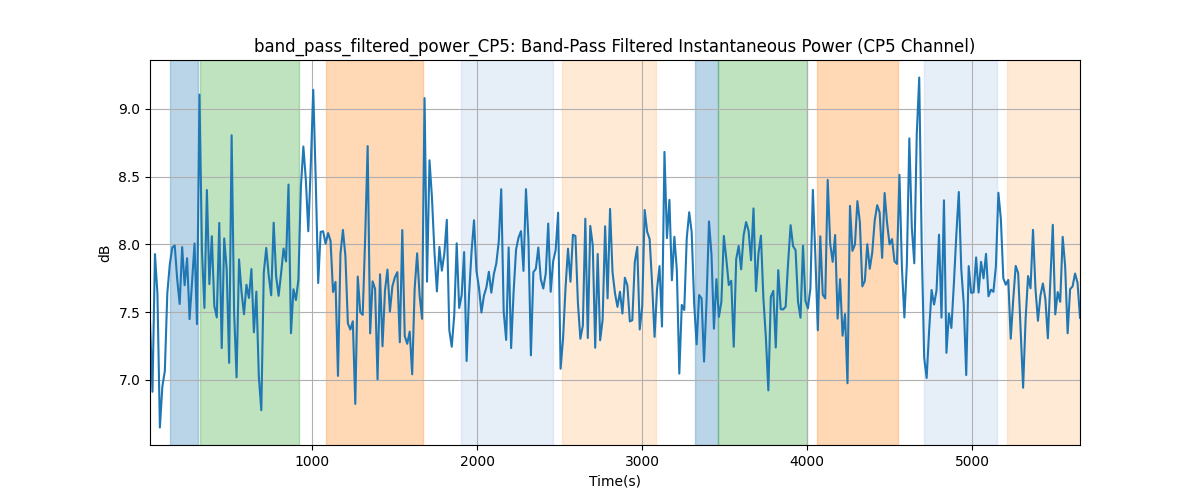 band_pass_filtered_power_CP5: Band-Pass Filtered Instantaneous Power (CP5 Channel)
dB
9.0
8.5
8.0
7.5
7.0
1000 2000 3000 4000 5000
Time(s)